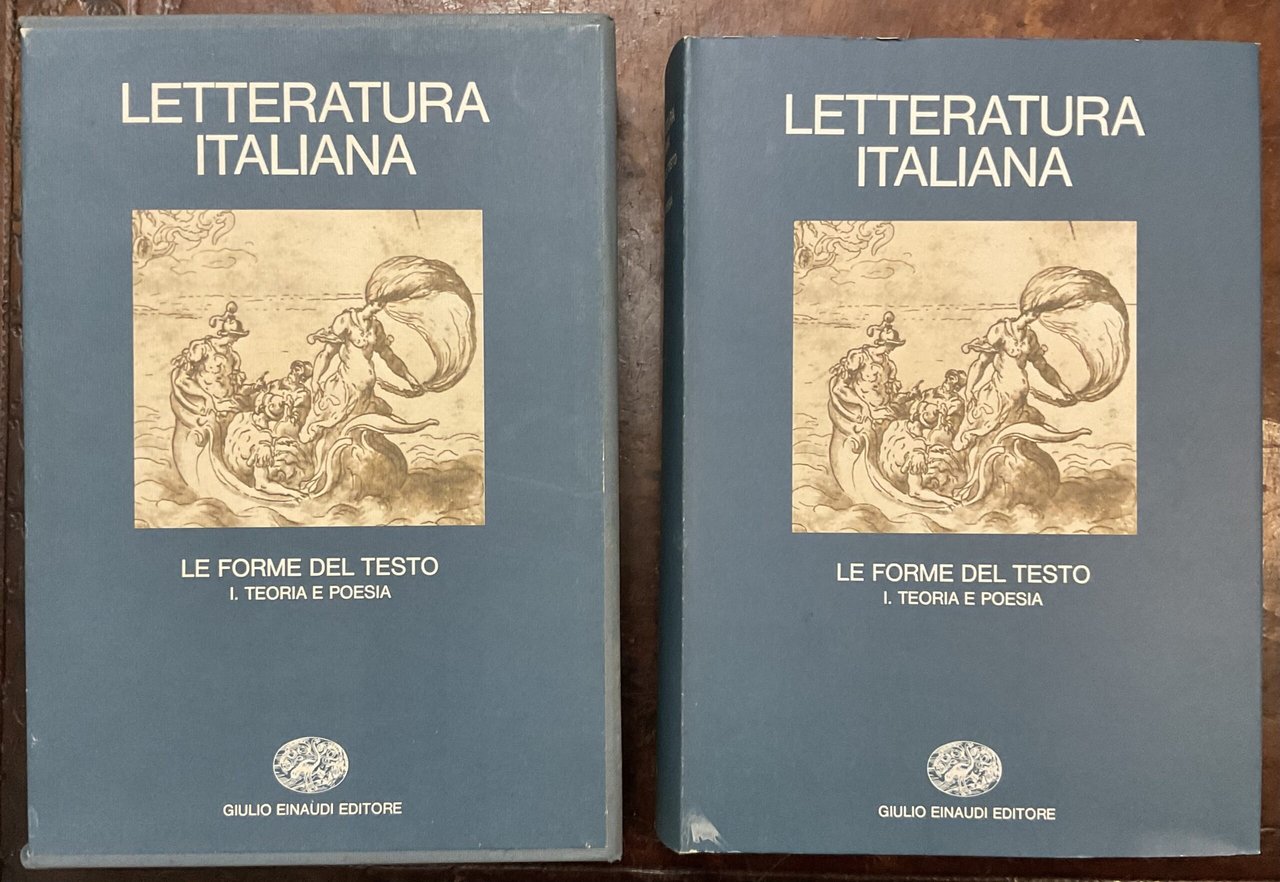 LETTERATURA
ITALIANA
LE FORME DEL TESTO
I. TEORIA E POESIA
GIULIO EINAUDI EDITORE
LETTERATURA
ITALIANA
LE FORME DEL TESTO
I. TEORIA E POESIA
GIULIO EINAUDI EDITORE